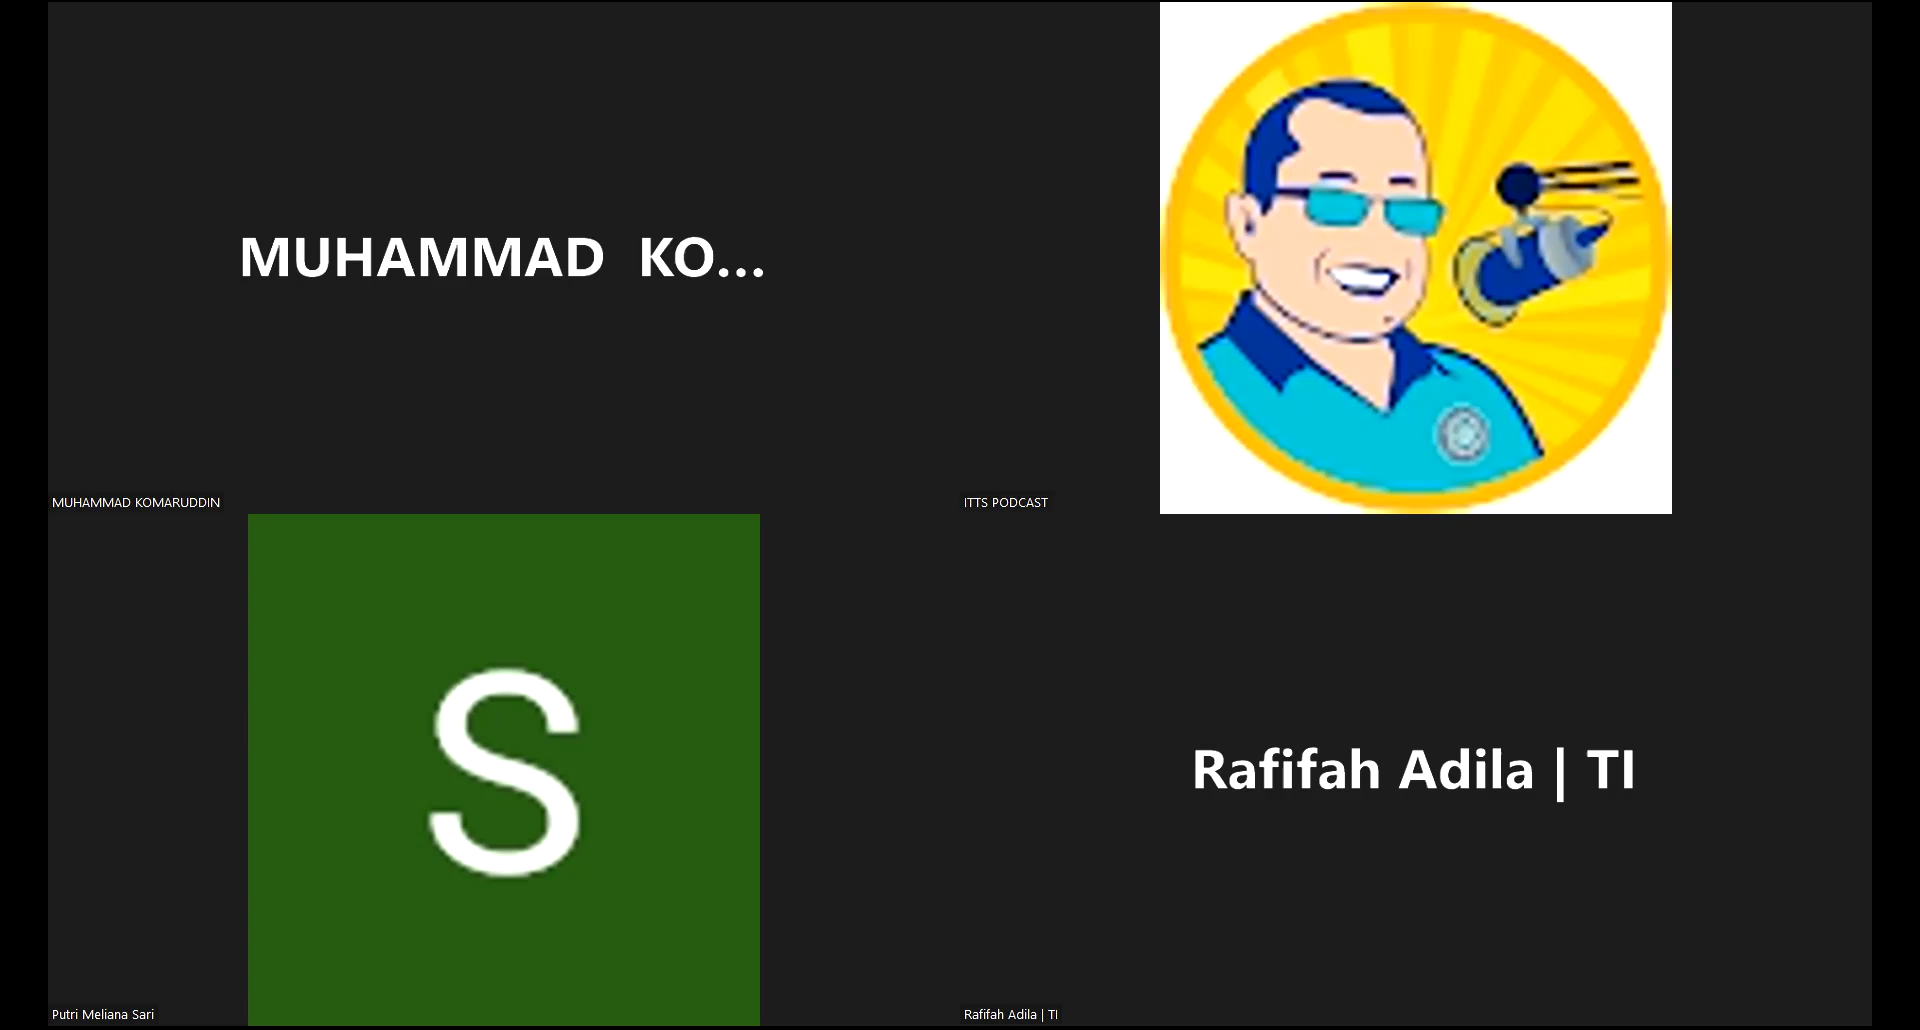 MUHAMMAD  KO...
MUHAMMAD KOMARUDDIN
ITTS PODCAST
S
Putri Meliana Sari
Rafifah Adila | TI
Rafifah Adila | TI